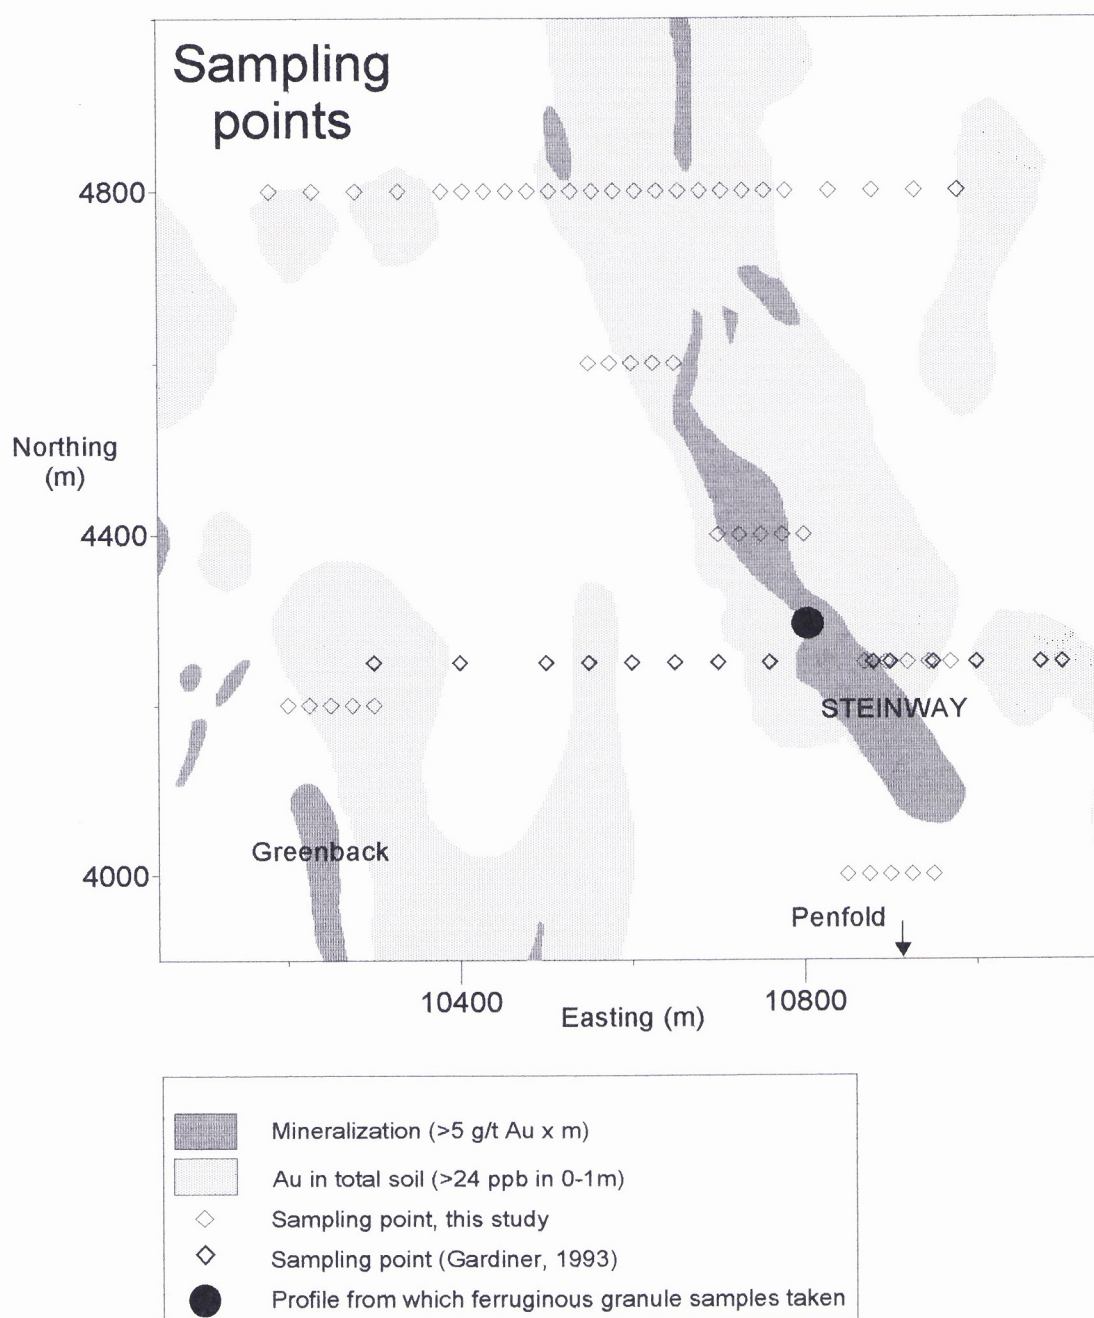 Sampling
points
4800
Northing
(m)
4400
STEINWAY
Greenback
4000
Penfold
10400
10800
Easting (m)
Mineralization (>5 g/t Au x m)
Au in total soil (>24 ppb in 0-1m)
Sampling point, this study
Sampling point (Gardiner, 1993)
Profile from which ferruginous granule samples taken